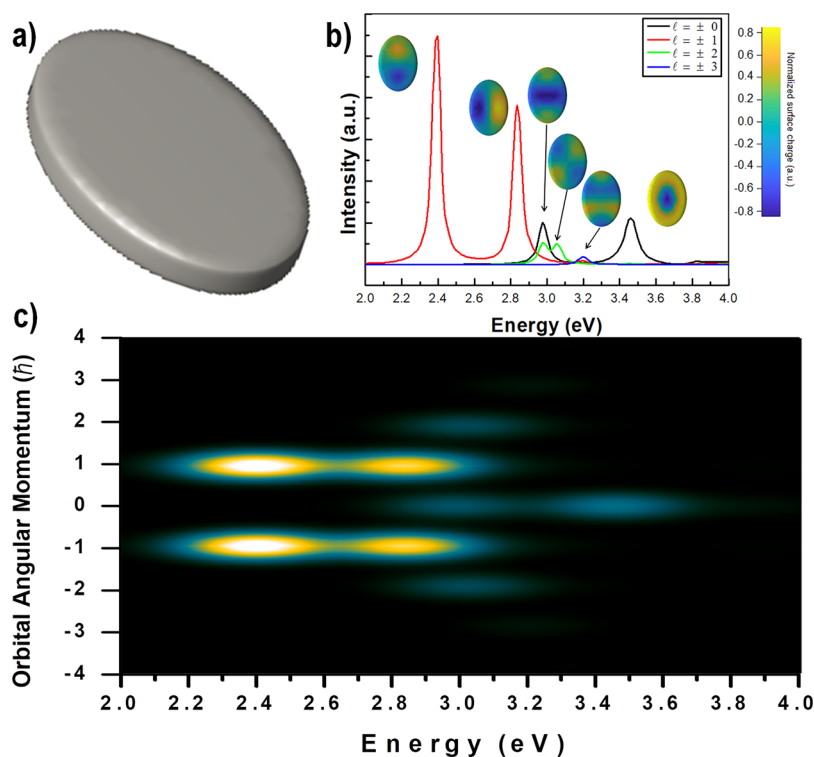 a)
b)
ℓ = ± 0
ℓ = ± 1
ℓ = ± 2
ℓ = ± 3
Intensity (a.u.)
2.0 2.2 2.4 2.6 2.8 3.0 3.2 3.4 3.6 3.8 4.0
Energy (eV)
0.8
0.6
0.4
0.2
0.0
-0.2
-0.4
-0.6
-0.8
Normalized surface charge (a.u.)
c)
Orbital Angular Momentum (ℏ)
4
3
2
1
0
-1
-2
-3
-4
2.0 2.2 2.4 2.6 2.8 3.0 3.2 3.4 3.6 3.8 4.0
Energy (eV)